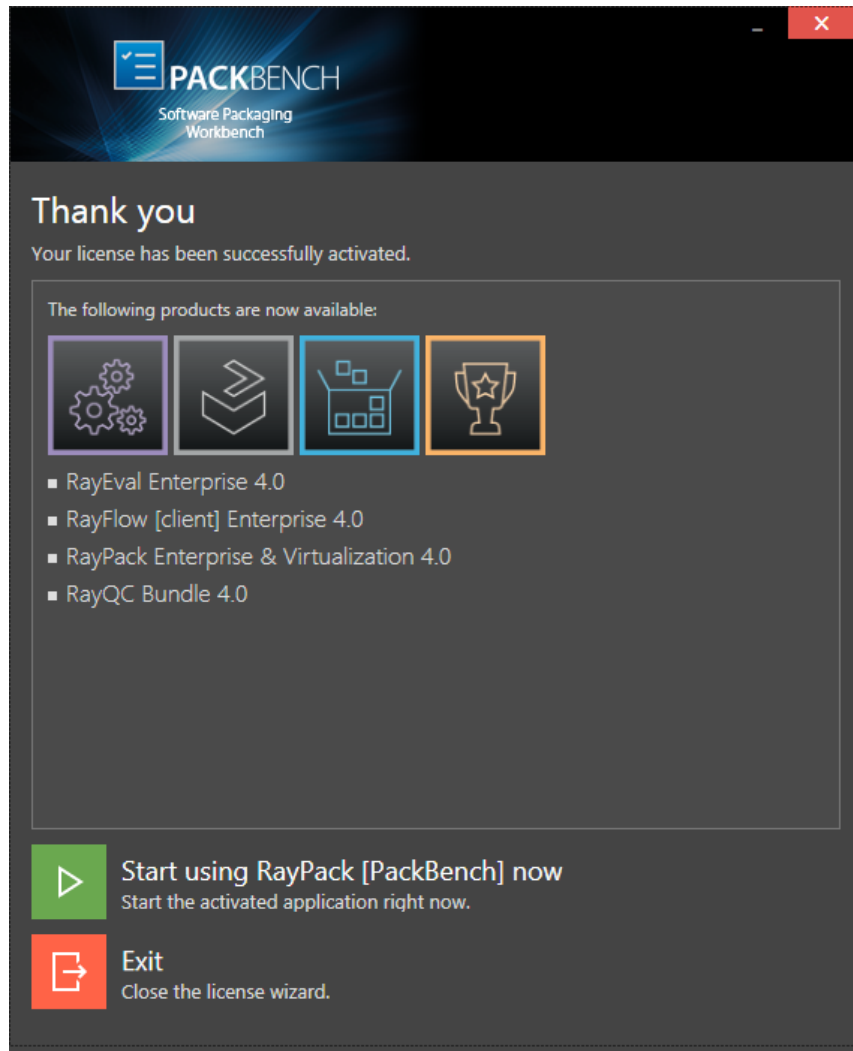 PACKBENCH
Software Packaging
Workbench
Thank you
Your license has been successfully activated.
The following products are now available:
RayEval Enterprise 4.0
RayFlow [client] Enterprise 4.0
RayPack Enterprise & Virtualization 4.0
RayQC Bundle 4.0
Start using RayPack [PackBench] now
Start the activated application right now.
Exit
Close the license wizard.